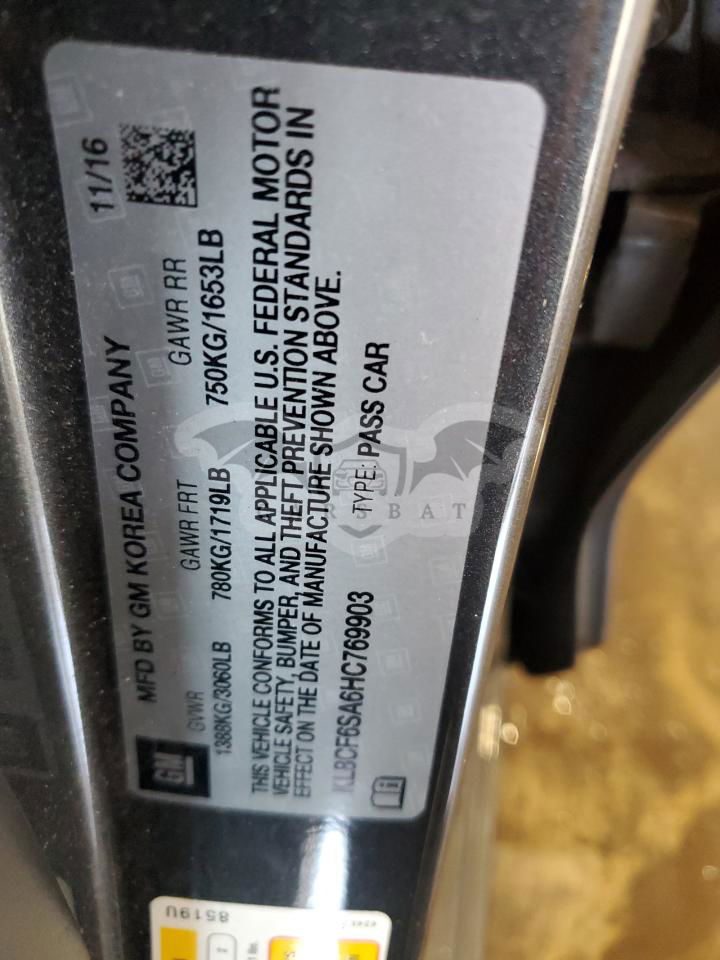 MFD BY GM KOREA COMPANY
11/16
GVWR
GAWR FRT
GAWR RR
1388KG/3060LB
780KG/1719LB
750KG/1653LB
THIS VEHICLE CONFORMS TO ALL APPLICABLE U.S. FEDERAL MOTOR
VEHICLE SAFETY, BUMPER, AND THEFT PREVENTION STANDARDS IN
EFFECT ON THE DATE OF MANUFACTURE SHOWN ABOVE.
KL8CF6SA6HC769903
TYPE: PASS CAR
GM
8519U